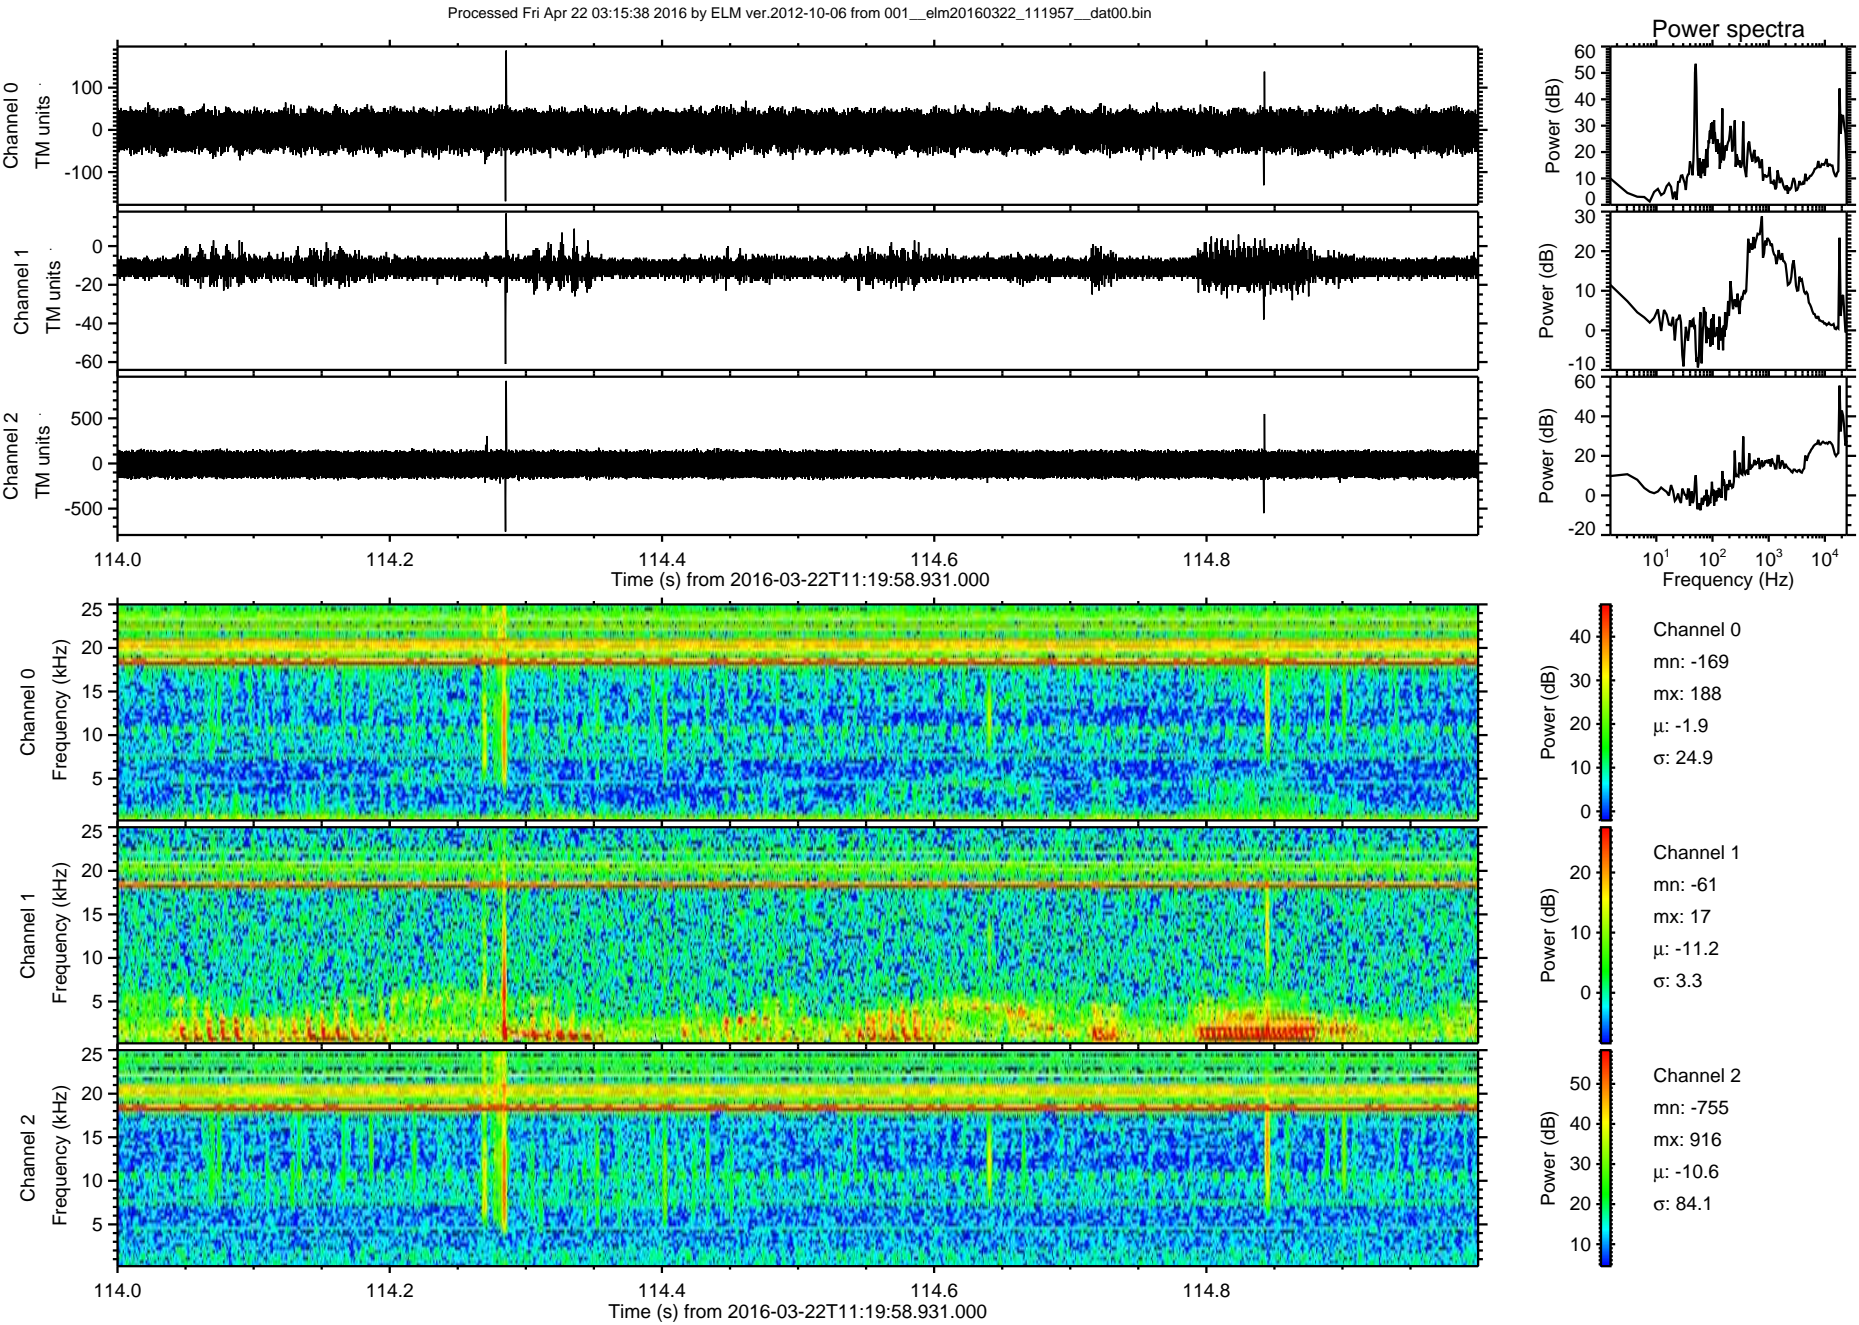 Processed Fri Apr 22 03:15:38 2016 by ELM ver.2012-10-06 from 001__elm20160322_111957__dat00.bin
Power spectra
Channel 0
TM units
100
0
-100
Power (dB)
60
50
40
30
20
10
0
Channel 1
TM units
0
-20
-40
-60
Power (dB)
30
20
10
0
-10
Channel 2
TM units
500
0
-500
Power (dB)
60
40
20
0
-20
114.0 114.2 114.4 114.6 114.8
Time (s) from 2016-03-22T11:19:58.931.000
10¹ 10² 10³ 10⁴
Frequency (Hz)
Channel 0
Frequency (kHz)
25
20
15
10
5
Power (dB)
40
30
20
10
0
Channel 0
mn: -169
mx: 188
µ: -1.9
σ: 24.9
Channel 1
Frequency (kHz)
25
20
15
10
5
Power (dB)
20
10
0
Channel 1
mn: -61
mx: 17
µ: -11.2
σ: 3.3
Channel 2
Frequency (kHz)
25
20
15
10
5
Power (dB)
50
40
30
20
10
Channel 2
mn: -755
mx: 916
µ: -10.6
σ: 84.1
114.0 114.2 114.4 114.6 114.8
Time (s) from 2016-03-22T11:19:58.931.000